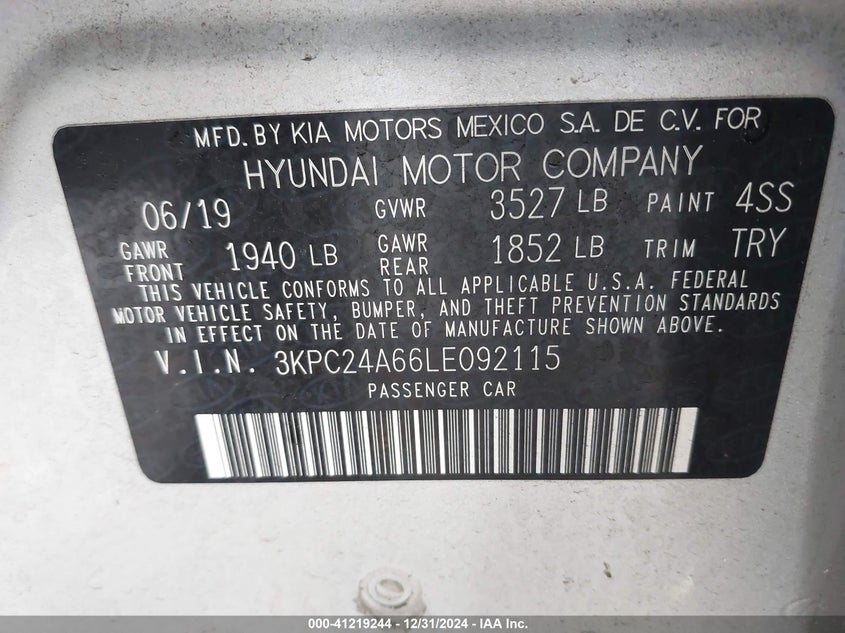 MFD. BY KIA MOTORS MEXICO S.A. DE C.V. FOR
HYUNDAI MOTOR COMPANY
06/19 GVWR 3527 LB PAINT 4SS
GAWR FRONT 1940 LB GAWR REAR 1852 LB TRIM TRY
THIS VEHICLE CONFORMS TO ALL APPLICABLE U.S.A. FEDERAL
MOTOR VEHICLE SAFETY, BUMPER, AND THEFT PREVENTION STANDARDS
IN EFFECT ON THE DATE OF MANUFACTURE SHOWN ABOVE.
V.I.N. 3KPC24A66LE092115
PASSENGER CAR
000-41219244 - 12/31/2024 - IAA Inc.